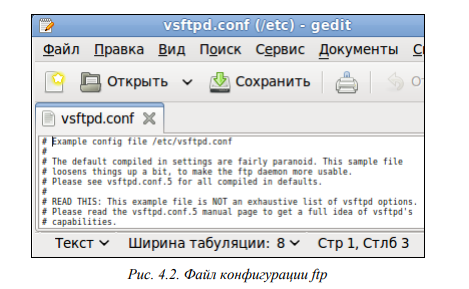 vsftpd.conf (/etc) - gedit
Файл Правка Вид Поиск Сервис Документы
Открыть Сохранить
vsftpd.conf
# Example config file /etc/vsftpd.conf
#
# The default compiled in settings are fairly paranoid. This sample file
# loosens things up a bit, to make the ftp daemon more usable.
# Please see vsftpd.conf.5 for all compiled in defaults.
#
# READ THIS: This example file is NOT an exhaustive list of vsftpd options.
# Please read the vsftpd.conf.5 manual page to get a full idea of vsftpd's
# capabilities.
Текст Ширина табуляции: 8 Стр 1, Стлб 3
Рис. 4.2. Файл конфигурации ftp